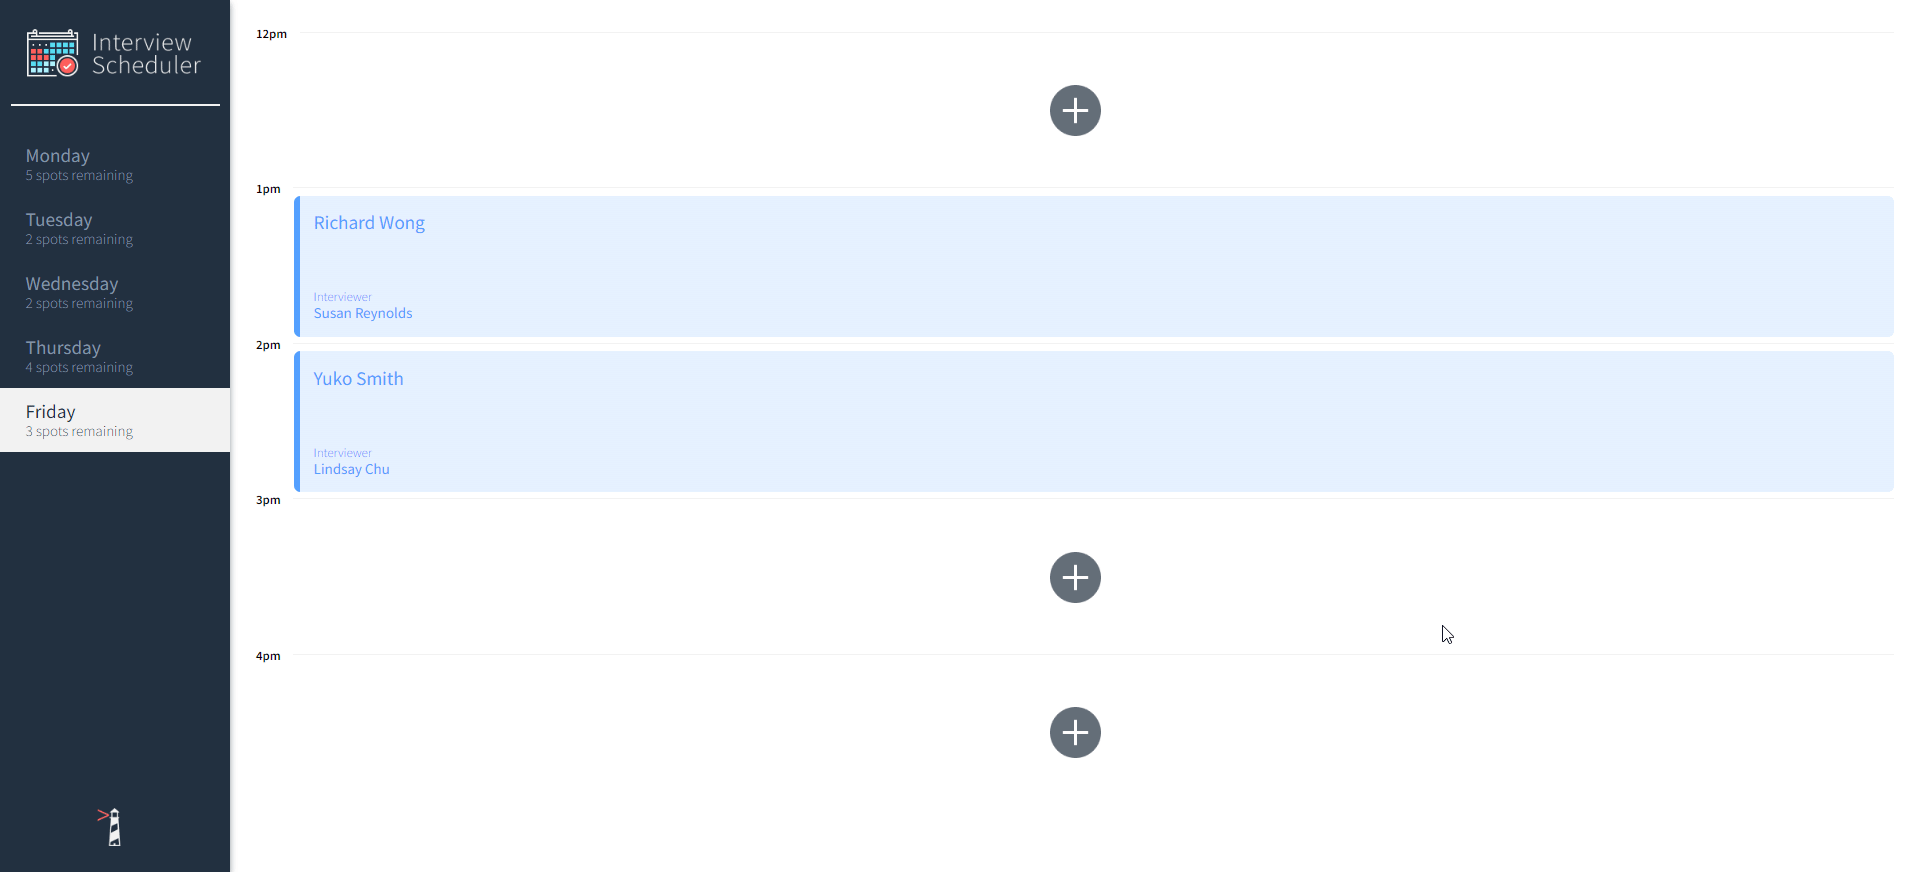 Interview
Scheduler
Monday
5 spots remaining
Tuesday
2 spots remaining
Wednesday
2 spots remaining
Thursday
4 spots remaining
Friday
3 spots remaining
12pm
1pm
Richard Wong
Interviewer
Susan Reynolds
2pm
Yuko Smith
Interviewer
Lindsay Chu
3pm
4pm